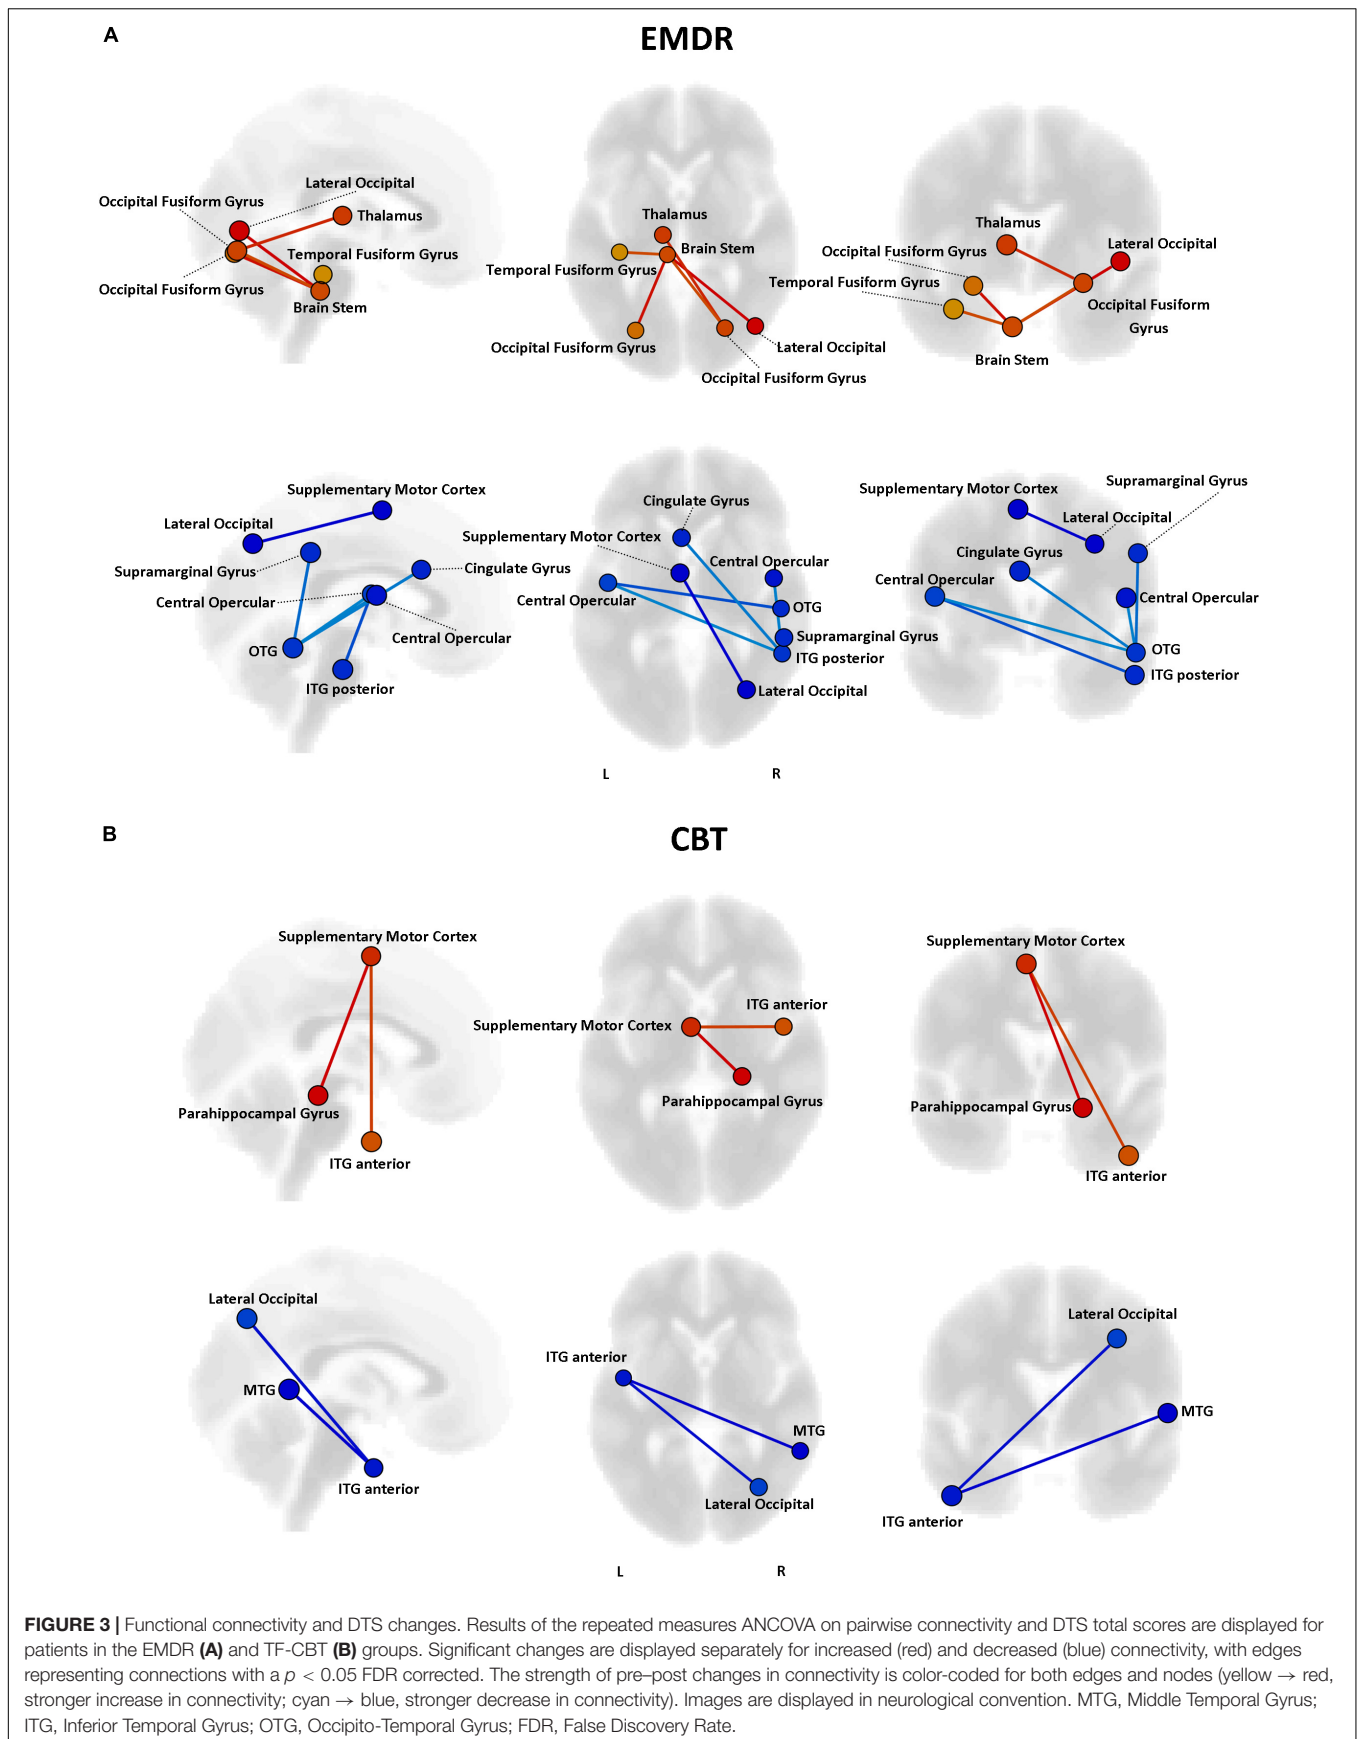 A
EMDR
Lateral Occipital
Occipital Fusiform Gyrus
Thalamus
Temporal Fusiform Gyrus
Occipital Fusiform Gyrus
Brain Stem
Thalamus
Brain Stem
Temporal Fusiform Gyrus
Occipital Fusiform Gyrus
Lateral Occipital
Occipital Fusiform Gyrus
Thalamus
Lateral Occipital
Occipital Fusiform Gyrus
Temporal Fusiform Gyrus
Occipital Fusiform
Gyrus
Brain Stem
Supplementary Motor Cortex
Lateral Occipital
Supramarginal Gyrus
Cingulate Gyrus
Central Opercular
Central Opercular
OTG
ITG posterior
Cingulate Gyrus
Supplementary Motor Cortex
Central Opercular
Central Opercular
OTG
Supramarginal Gyrus
ITG posterior
Lateral Occipital
Supramarginal Gyrus
Supplementary Motor Cortex
Lateral Occipital
Cingulate Gyrus
Central Opercular
Central Opercular
OTG
ITG posterior
L R
B
CBT
Supplementary Motor Cortex
Parahippocampal Gyrus
ITG anterior
ITG anterior
Supplementary Motor Cortex
Parahippocampal Gyrus
Supplementary Motor Cortex
Parahippocampal Gyrus
ITG anterior
Lateral Occipital
MTG
ITG anterior
ITG anterior
MTG
Lateral Occipital
Lateral Occipital
MTG
ITG anterior
L R
FIGURE 3 | Functional connectivity and DTS changes. Results of the repeated measures ANCOVA on pairwise connectivity and DTS total scores are displayed for
patients in the EMDR (A) and TF-CBT (B) groups. Significant changes are displayed separately for increased (red) and decreased (blue) connectivity, with edges
representing connections with a p < 0.05 FDR corrected. The strength of pre–post changes in connectivity is color-coded for both edges and nodes (yellow → red,
stronger increase in connectivity; cyan → blue, stronger decrease in connectivity). Images are displayed in neurological convention. MTG, Middle Temporal Gyrus;
ITG, Inferior Temporal Gyrus; OTG, Occipito-Temporal Gyrus; FDR, False Discovery Rate.